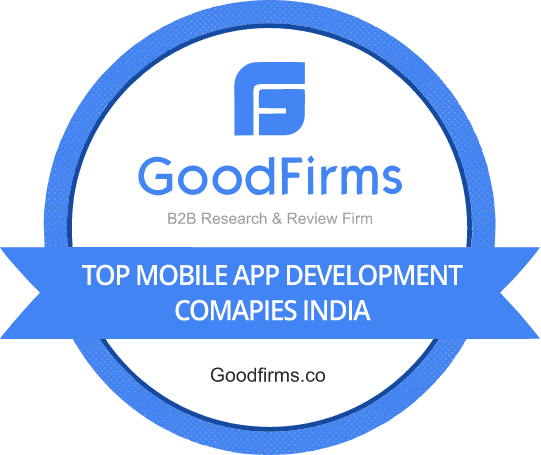 GoodFirms
B2B Research & Review Firm
TOP MOBILE APP DEVELOPMENT
COMAPIES INDIA
Goodfirms.co